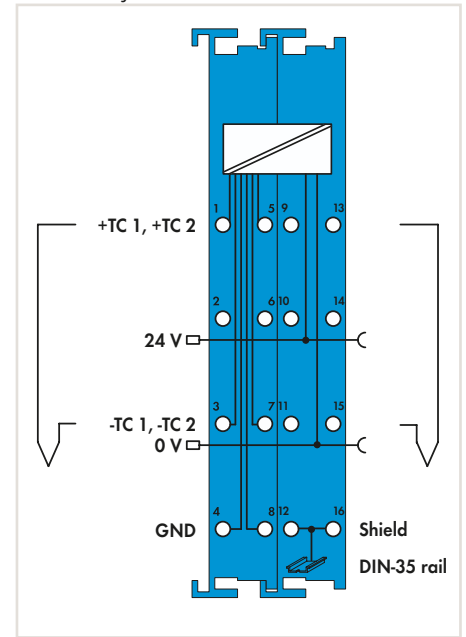 1 5 9 13
+TC 1, +TC 2
2 6 10 14
24 V
3 7 11 15
-TC 1, -TC 2
0 V
4 8 12 16
GND Shield
DIN-35 rail